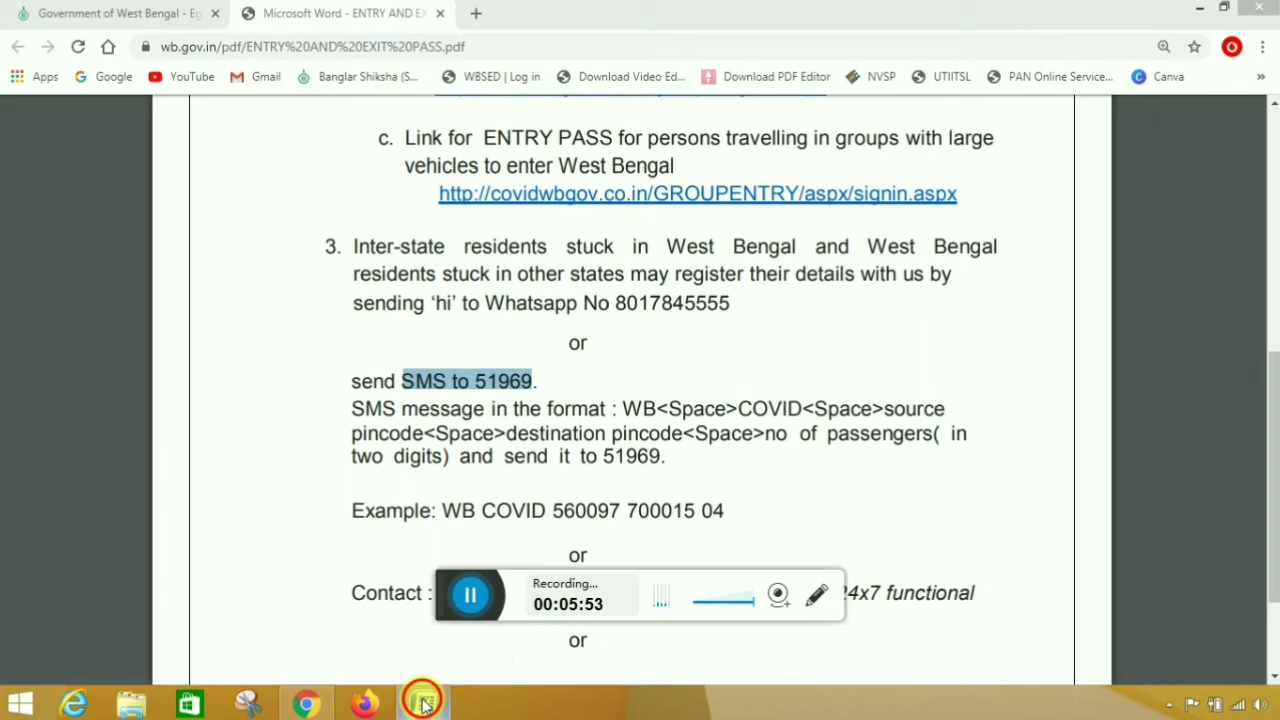 Government of West Bengal - Eg
Microsoft Word - ENTRY AND EX
wb.gov.in/pdf/ENTRY%20AND%20EXIT%20PASS.pdf
Apps
Google
YouTube
Gmail
Banglar Shiksha (S...
WBSED | Log in
Download Video Ed...
Download PDF Editor
NVSP
UTIITSL
PAN Online Service...
Canva
»
c. Link for ENTRY PASS for persons travelling in groups with large
vehicles to enter West Bengal
http://covidwbgov.co.in/GROUPENTRY/aspx/signin.aspx
3. Inter-state residents stuck in West Bengal and West Bengal
residents stuck in other states may register their details with us by
sending ‘hi’ to Whatsapp No 8017845555
or
send SMS to 51969.
SMS message in the format : WB<Space>COVID<Space>source
pincode<Space>destination pincode<Space>no of passengers( in
two digits) and send it to 51969.
Example: WB COVID 560097 700015 04
or
Recording...
00:05:53
Contact :
24x7 functional
or